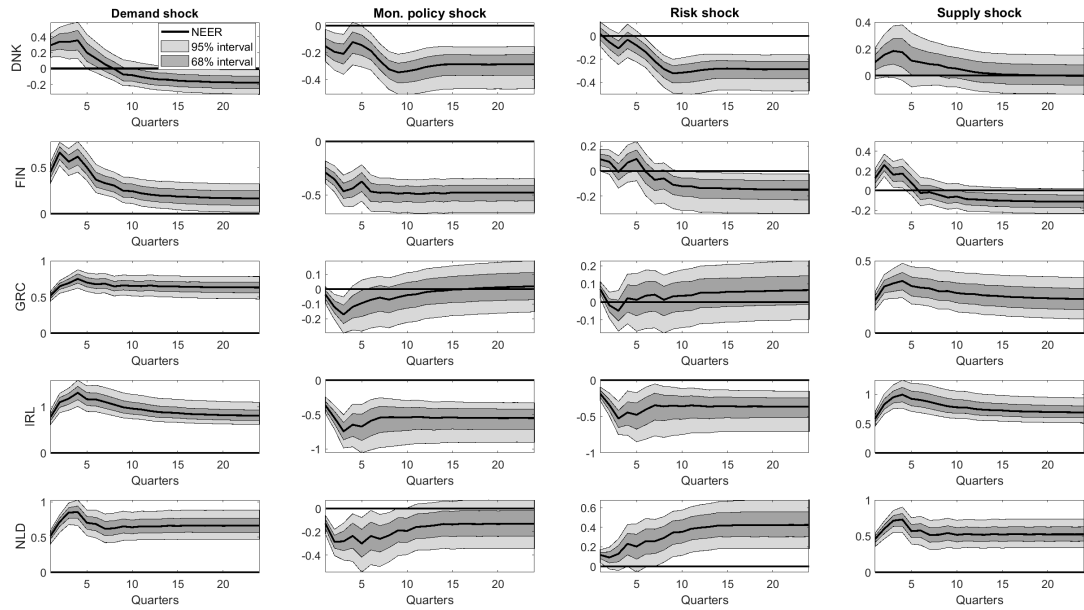 Demand shock Mon. policy shock Risk shock Supply shock
NEER
95% interval
68% interval
DNK
0.4 0.2 0 -0.2
0 -0.2 -0.4
0 -0.2 -0.4
0.4 0.2 0
5 10 15 20 5 10 15 20 5 10 15 20 5 10 15 20
Quarters Quarters Quarters Quarters
FIN
0.5 0
0 -0.5
0.2 0 -0.2
0.4 0.2 0 -0.2
5 10 15 20 5 10 15 20 5 10 15 20 5 10 15 20
Quarters Quarters Quarters Quarters
GRC
1 0.5 0
0.1 0 -0.1 -0.2
0.2 0.1 0 -0.1
0.5 0
5 10 15 20 5 10 15 20 5 10 15 20 5 10 15 20
Quarters Quarters Quarters Quarters
IRL
1 0
0 -0.5 -1
0 -0.5 -1
1 0.5 0
5 10 15 20 5 10 15 20 5 10 15 20 5 10 15 20
Quarters Quarters Quarters Quarters
NLD
1 0.5 0
0 -0.2 -0.4
0.6 0.4 0.2 0
1 0.5 0
5 10 15 20 5 10 15 20 5 10 15 20 5 10 15 20
Quarters Quarters Quarters Quarters